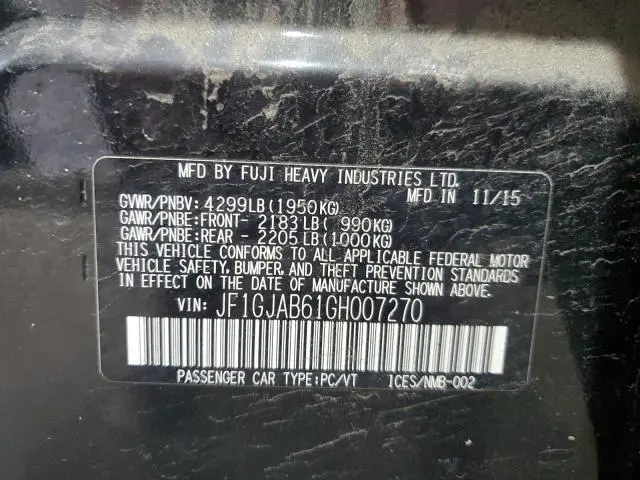 MFD BY FUJI HEAVY INDUSTRIES LTD.
MFD IN 11/15
GVWR/PNBV: 4299LB(1950KG)
GAWR/PNBE:FRONT- 2183LB( 990KG)
GAWR/PNBE:REAR - 2205LB(1000KG)
THIS VEHICLE CONFORMS TO ALL APPLICABLE FEDERAL MOTOR
VEHICLE SAFETY, BUMPER, AND THEFT PREVENTION STANDARDS
IN EFFECT ON THE DATE OF MANUFACTURE SHOWN ABOVE.
VIN: JF1GJAB61GH007270
PASSENGER CAR TYPE:PC/VT ICES/NMB-002